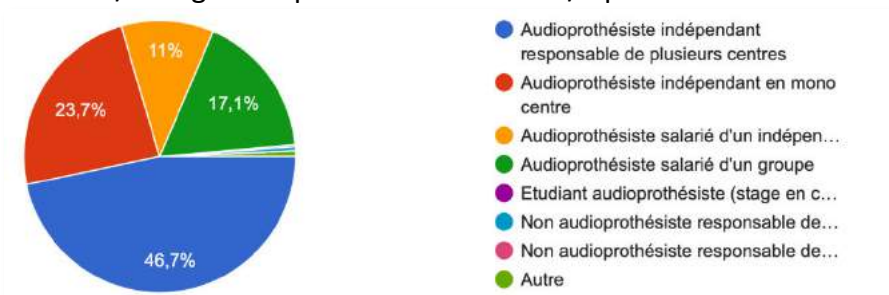 11%
23,7%
17,1%
46,7%
Audioprothésiste indépendant
responsable de plusieurs centres
Audioprothésiste indépendant en mono
centre
Audioprothésiste salarié d'un indépen…
Audioprothésiste salarié d'un groupe
Etudiant audioprothésiste (stage en c…
Non audioprothésiste responsable de…
Non audioprothésiste responsable de…
Autre